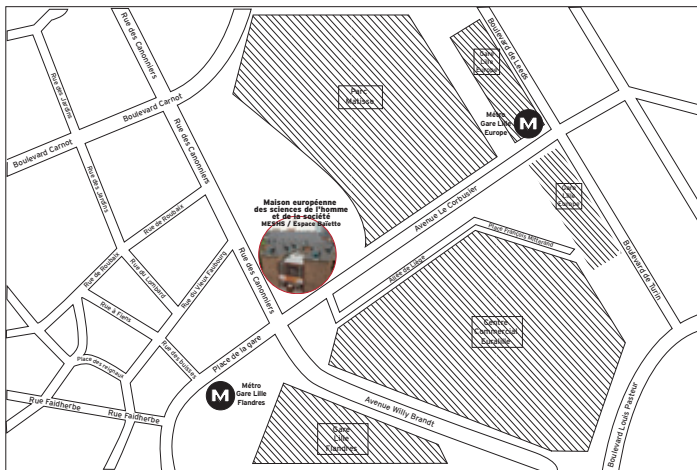 Rue des Canonniers
Boulevard de Leeds
Gare
Lille
Europe
Rue des Jardins
Parc
Matisse
Boulevard Carnot
Métro
Gare Lille
Europe
M
Boulevard Carnot
Rue des Canonniers
Rue des Jardins
Gare
Lille
Europe
Maison européenne
des sciences de l'homme
et de la société
MESHS / Espace Baïetto
Rue de Roubaix
Avenue Le Corbusier
Place François Mitterand
Rue de Roubaix
Rue du Lombard
Rue du Vieux Faubourg
Rue des Canonniers
Allée de Liège
Boulevard de Turin
Rue à Fiens
Centre
Commercial
Euralille
Place de la gare
Rue des buisses
Place des reignaux
M
Métro
Gare Lille
Flandres
Rue Faidherbe
Rue Faidherbe
Avenue Willy Brandt
Boulevard Louis Pasteur
Gare
Lille
Flandres